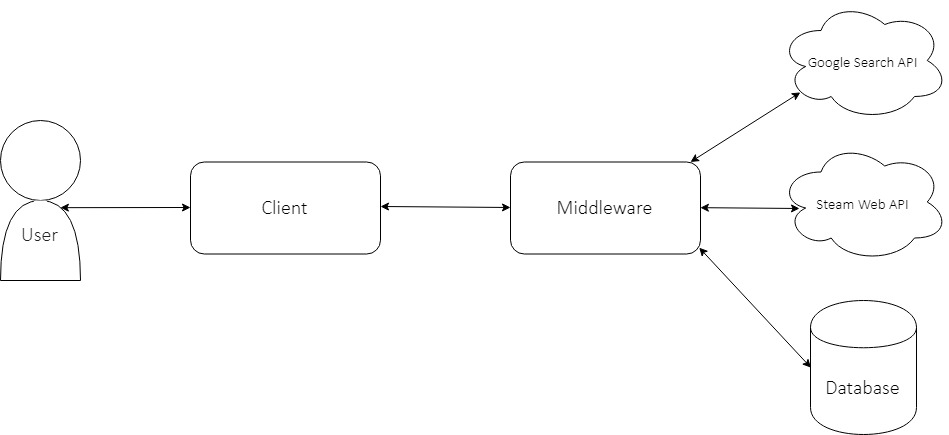 Google Search API
Steam Web API
User
Client
Middleware
Database